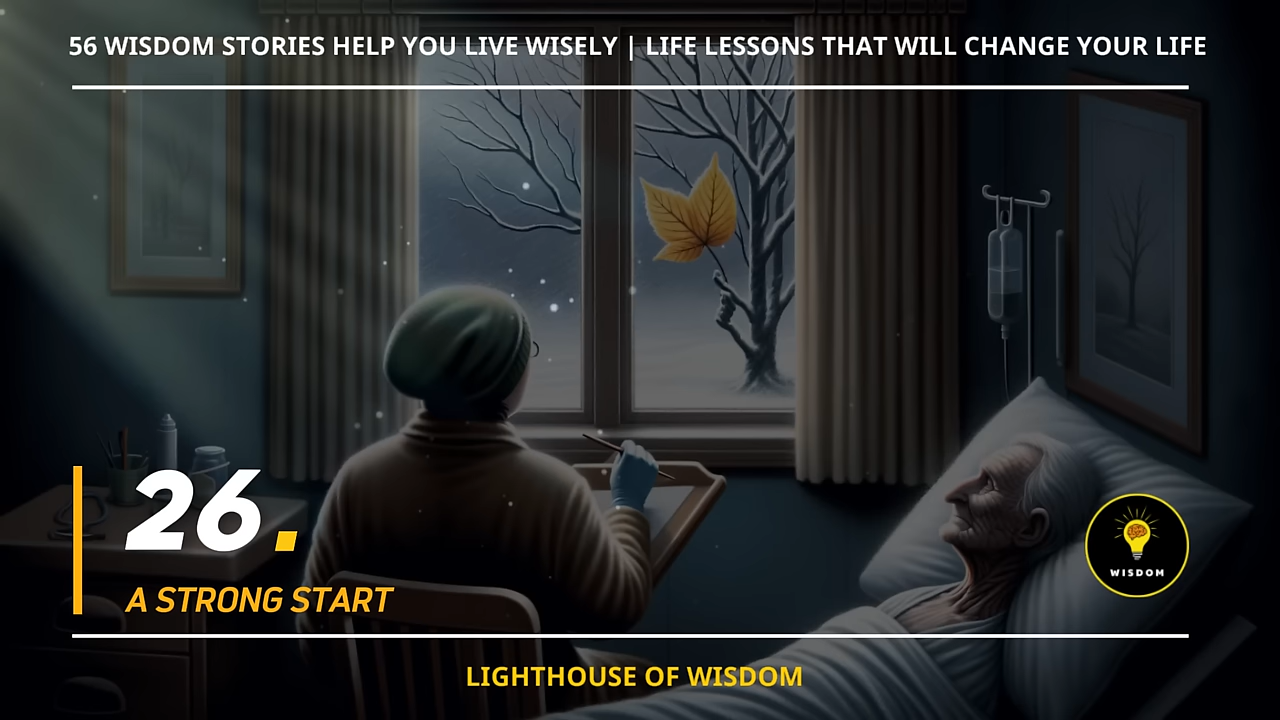 56 WISDOM STORIES HELP YOU LIVE WISELY | LIFE LESSONS THAT WILL CHANGE YOUR LIFE
26.
A STRONG START
WISDOM
LIGHTHOUSE OF WISDOM